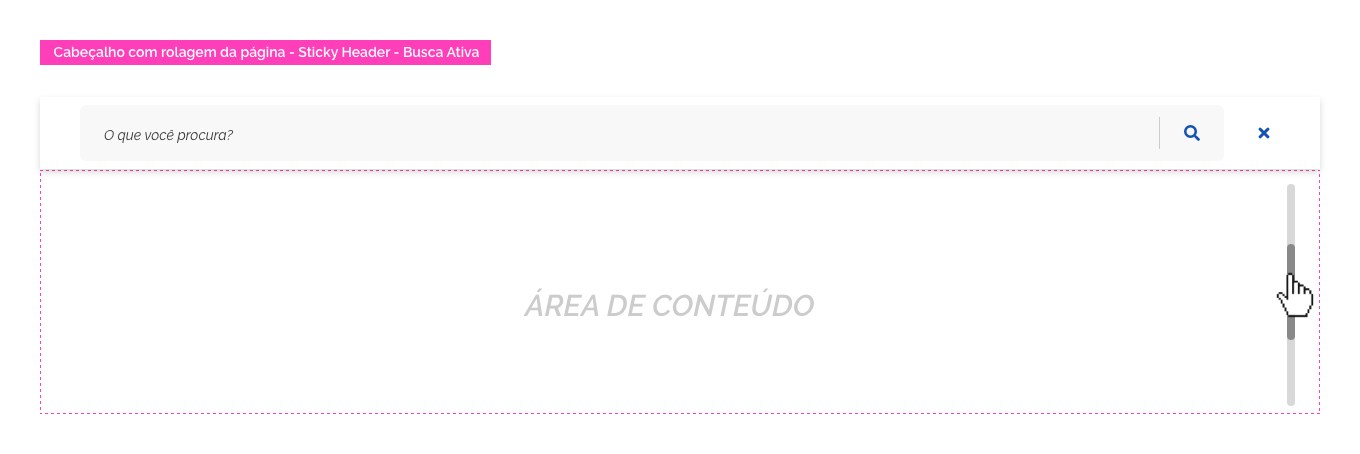 Cabeçalho com rolagem da página - Sticky Header - Busca Ativa
O que você procura?
ÁREA DE CONTEÚDO